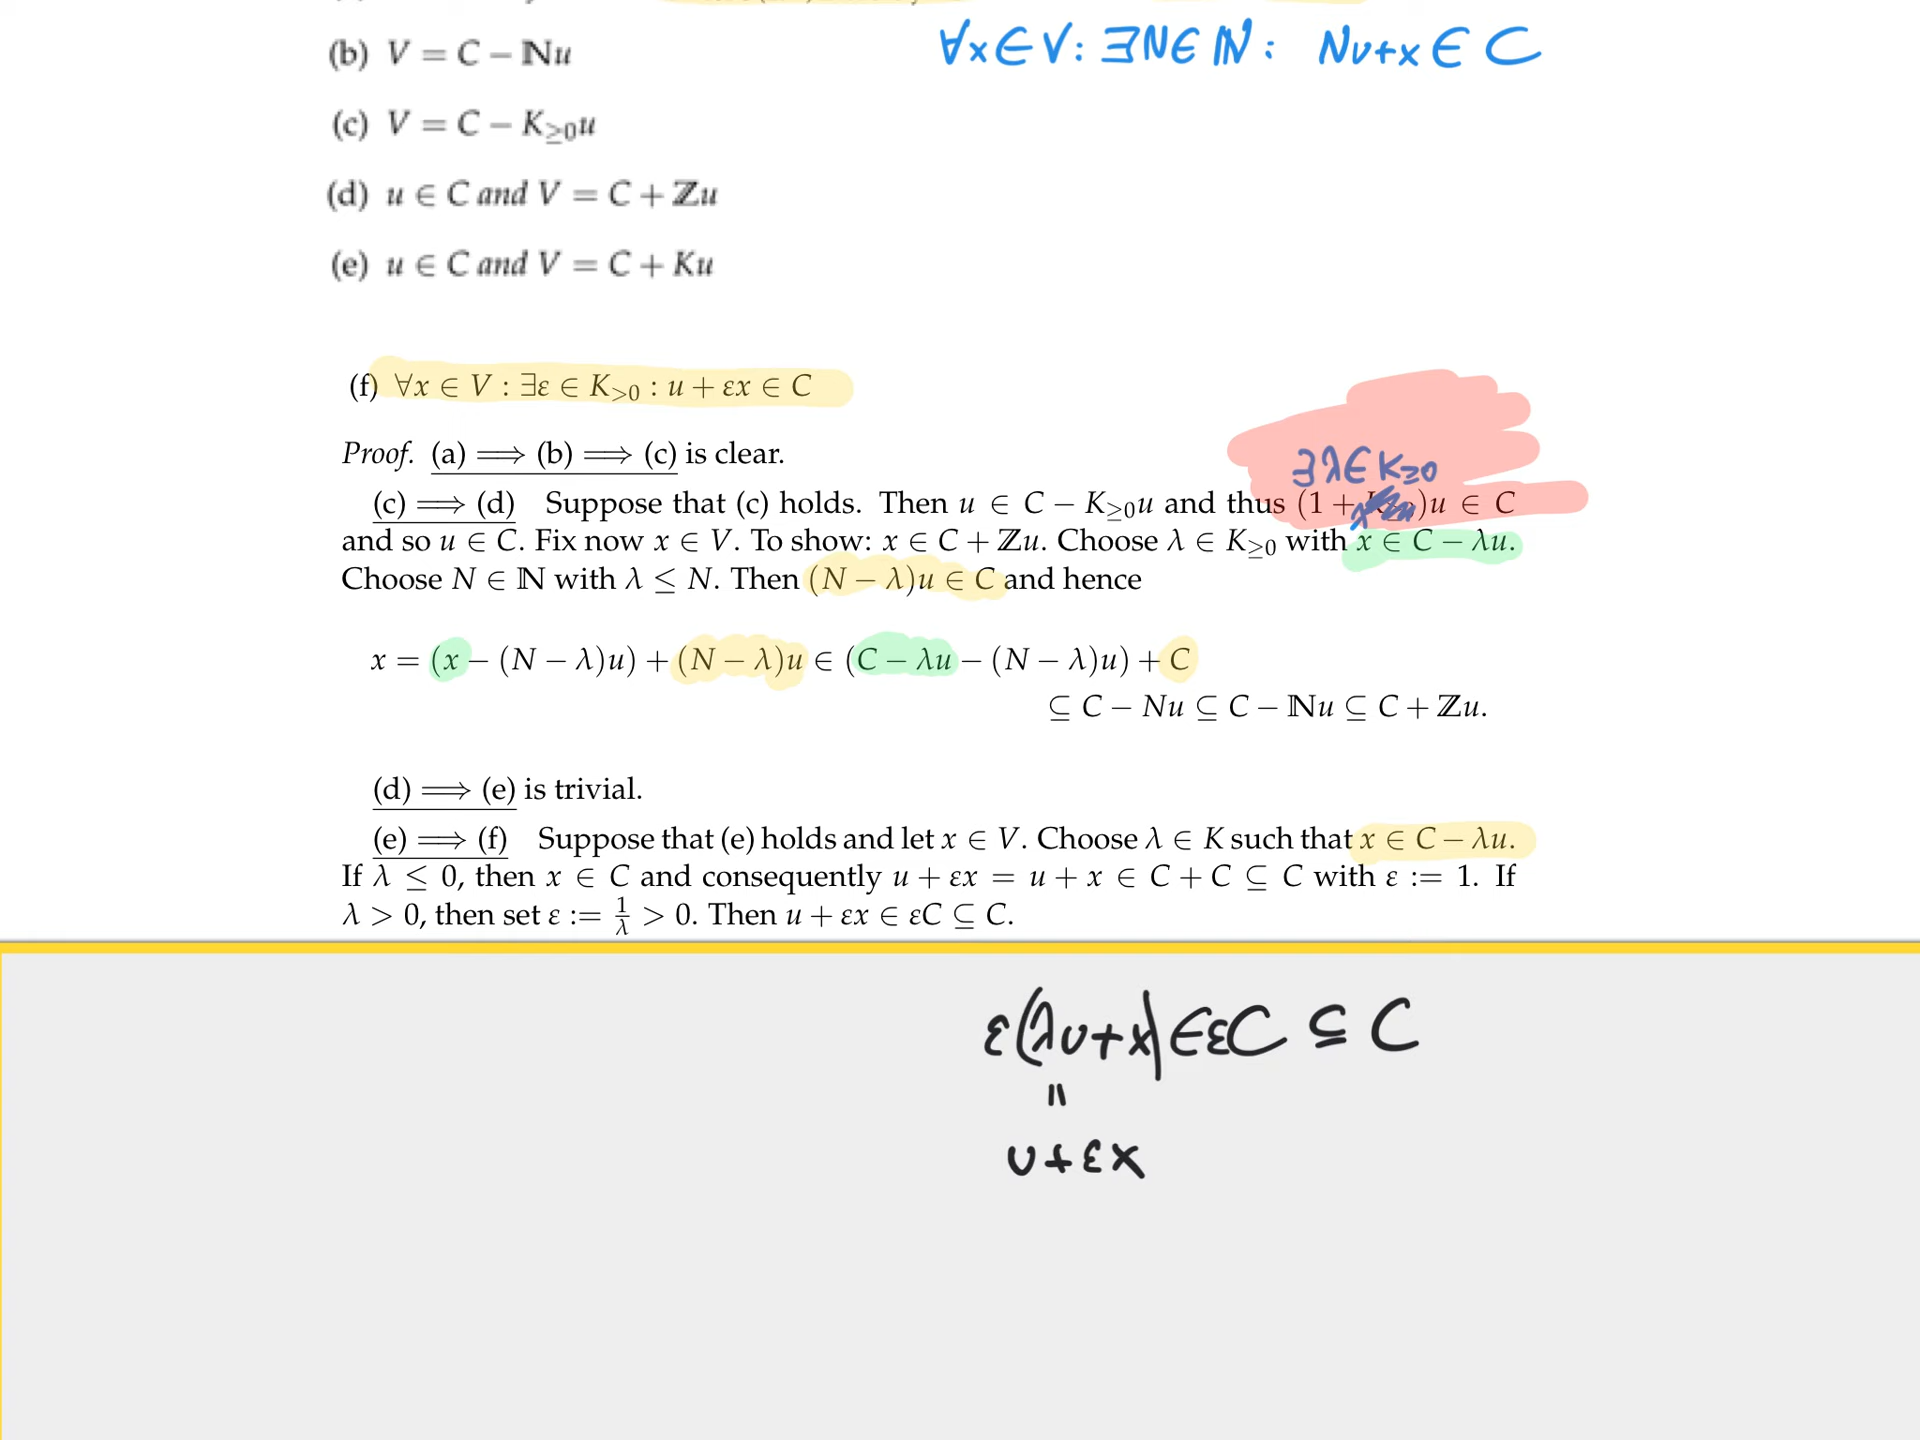 (b) V = C − ℕu
∀x∈V: ∃N∈ℕ: Nu+x ∈ C
(c) V = C − K≥0u
(d) u ∈ C and V = C + ℤu
(e) u ∈ C and V = C + Ku
(f) ∀x ∈ V : ∃ε ∈ K>0 : u + εx ∈ C
Proof. (a) ⟹ (b) ⟹ (c) is clear.
∃λ∈K≥0
(c) ⟹ (d) Suppose that (c) holds. Then u ∈ C − K≥0u and thus (1 + λ)u ∈ C
and so u ∈ C. Fix now x ∈ V. To show: x ∈ C + ℤu. Choose λ ∈ K≥0 with x ∈ C − λu.
Choose N ∈ ℕ with λ ≤ N. Then (N − λ)u ∈ C and hence
x = (x − (N − λ)u) + (N − λ)u ∈ (C − λu − (N − λ)u) + C
⊆ C − Nu ⊆ C − ℕu ⊆ C + ℤu.
(d) ⟹ (e) is trivial.
(e) ⟹ (f) Suppose that (e) holds and let x ∈ V. Choose λ ∈ K such that x ∈ C − λu.
If λ ≤ 0, then x ∈ C and consequently u + εx = u + x ∈ C + C ⊆ C with ε := 1. If
λ > 0, then set ε := 1/λ > 0. Then u + εx ∈ εC ⊆ C.
ε(λu+x)∈εC ⊆ C
=
u+εx